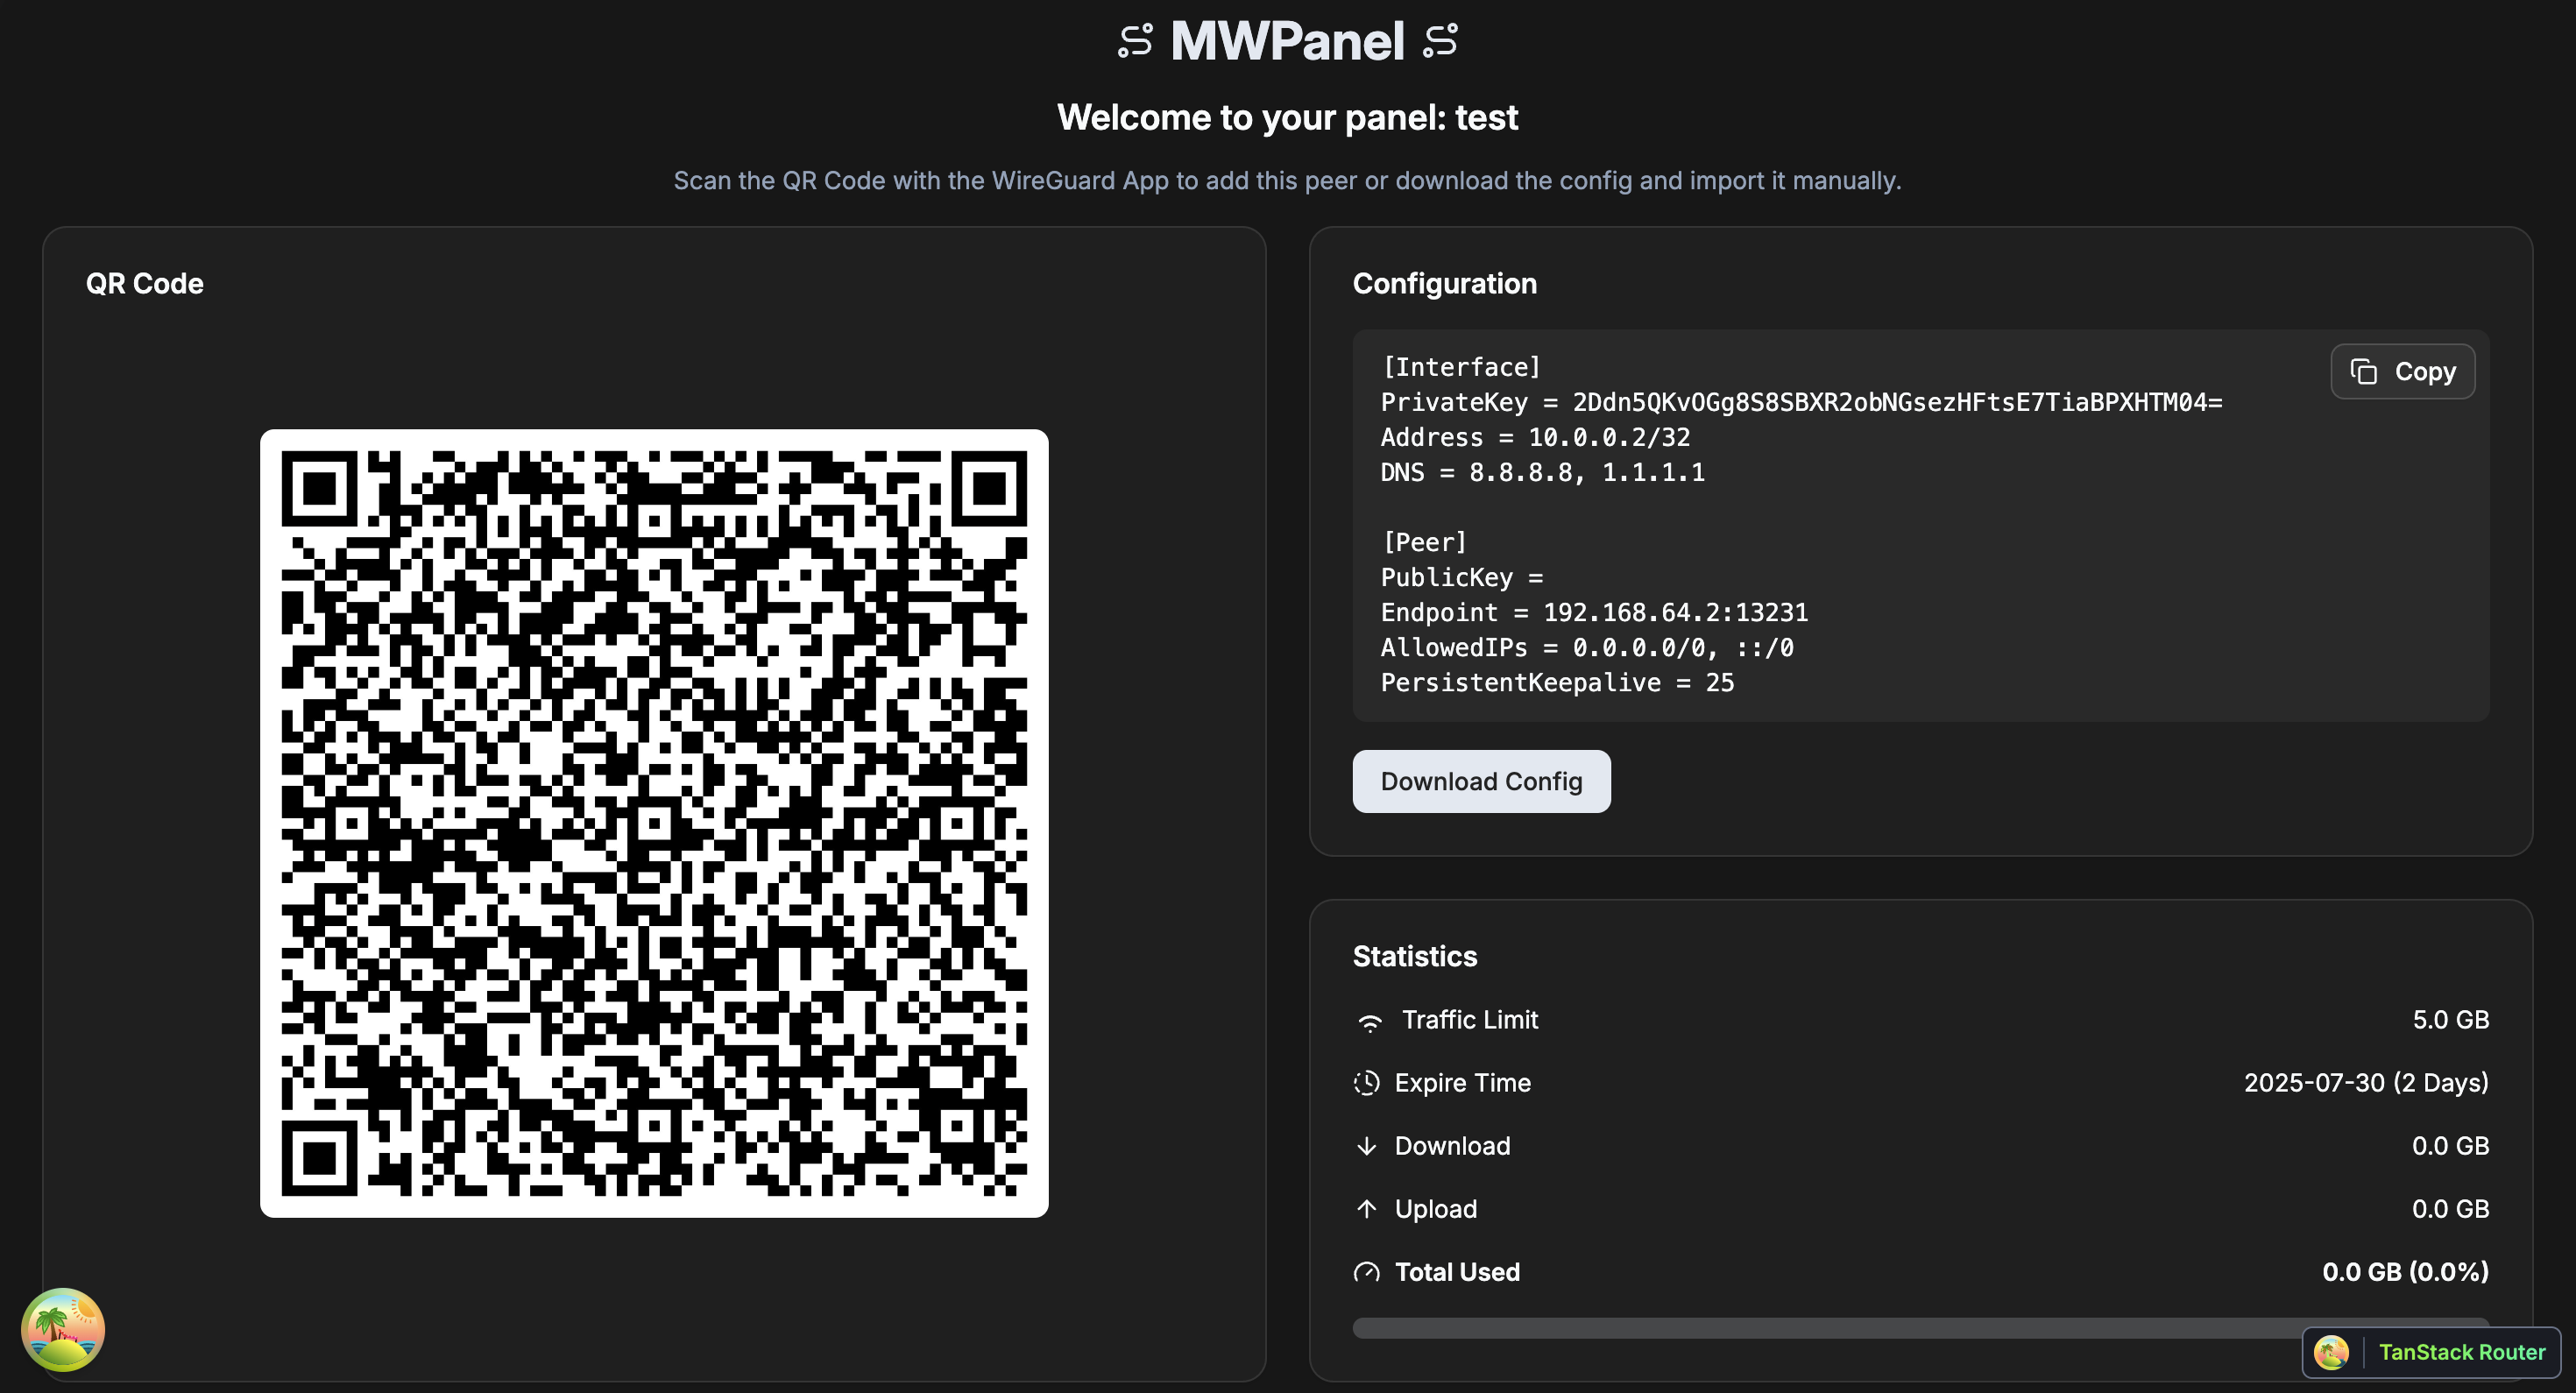 MWPanel
Welcome to your panel: test
Scan the QR Code with the WireGuard App to add this peer or download the config and import it manually.
QR Code
Configuration
[Interface]
PrivateKey = 2Ddn5QKvOGg8S8SBXR2obNGsezHFtsE7TiaBPXHTM04=
Address = 10.0.0.2/32
DNS = 8.8.8.8, 1.1.1.1
Copy
[Peer]
PublicKey =
Endpoint = 192.168.64.2:13231
AllowedIPs = 0.0.0.0/0, ::/0
PersistentKeepalive = 25
Download Config
Statistics
Traffic Limit 5.0 GB
Expire Time 2025-07-30 (2 Days)
Download 0.0 GB
Upload 0.0 GB
Total Used 0.0 GB (0.0%)
TanStack Router